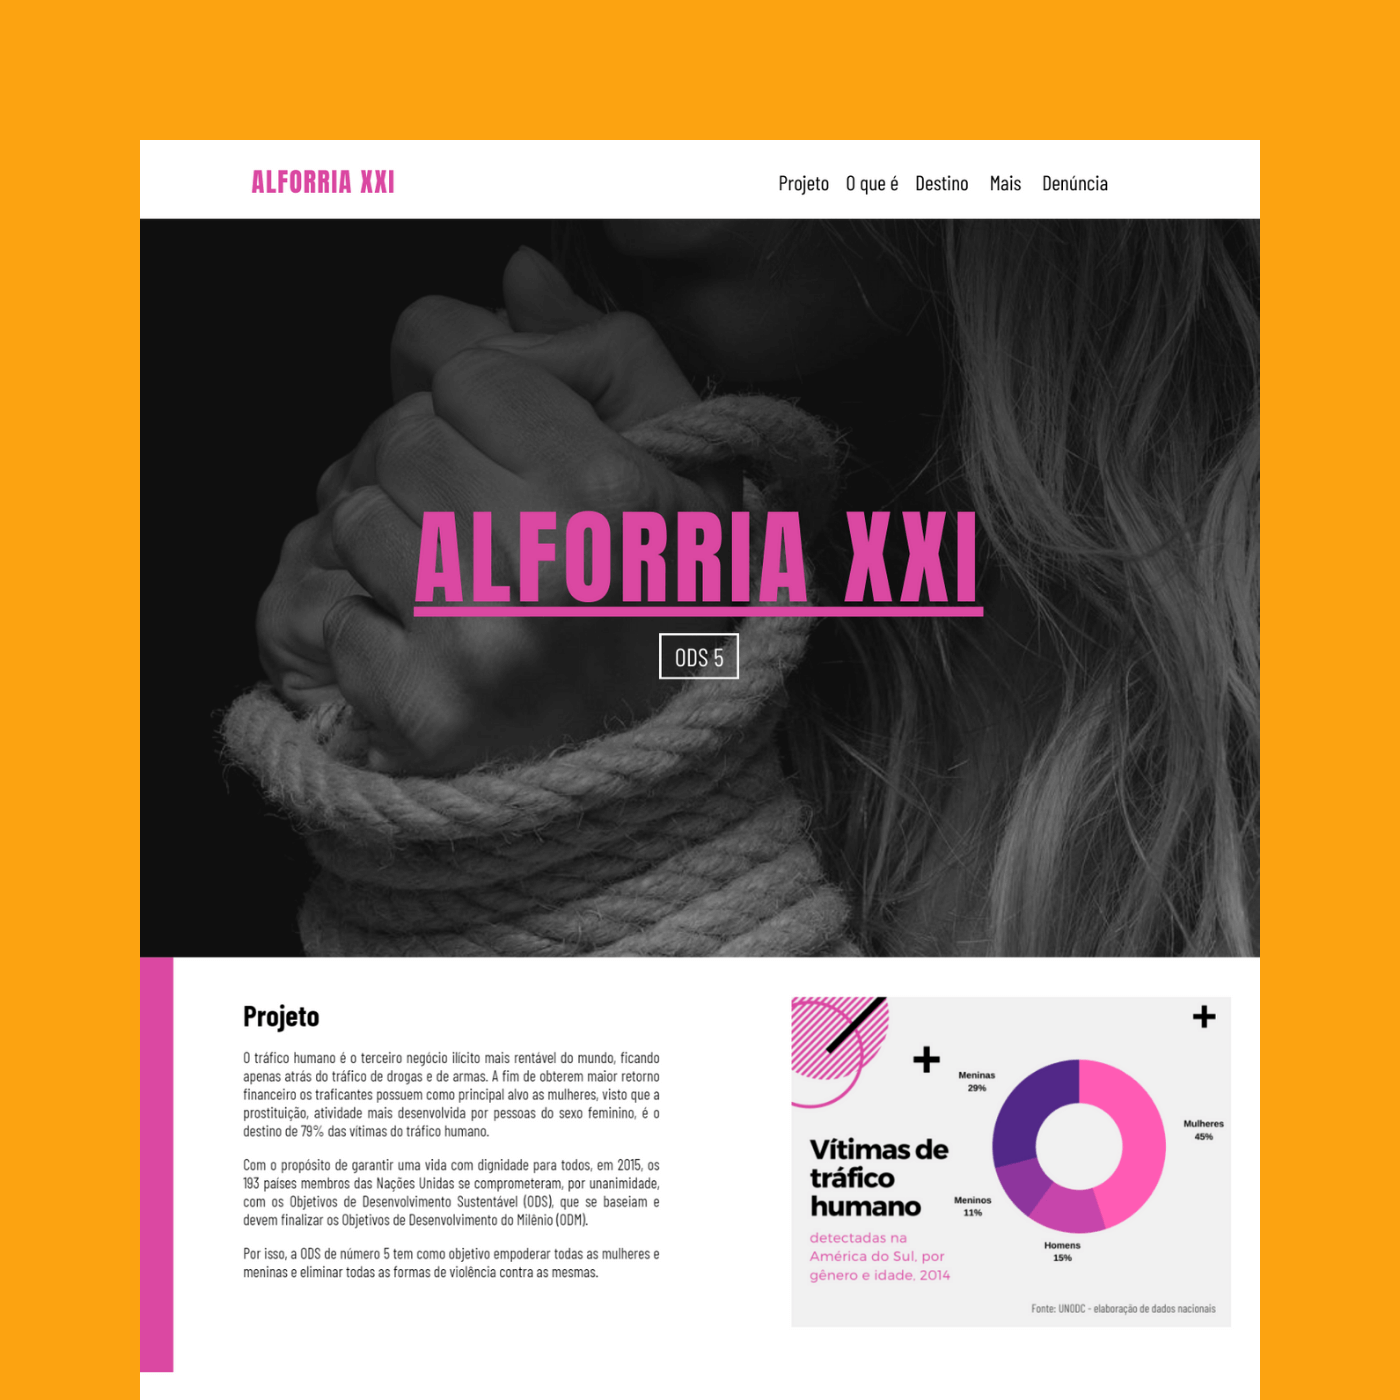 ALFORRIA XXI
Projeto O que é Destino Mais Denúncia
ALFORRIA XXI
ODS 5
Projeto
O tráfico humano é o terceiro negócio ilícito mais rentável do mundo, ficando
apenas atrás do tráfico de drogas e de armas. A fim de obterem maior retorno
financeiro os traficantes possuem como principal alvo as mulheres, visto que a
prostituição, atividade mais desenvolvida por pessoas do sexo feminino, é o
destino de 79% das vítimas do tráfico humano.
Com o propósito de garantir uma vida com dignidade para todos, em 2015, os
193 países membros das Nações Unidas se comprometeram, por unanimidade,
com os Objetivos de Desenvolvimento Sustentável (ODS), que se baseiam e
devem finalizar os Objetivos de Desenvolvimento do Milênio (ODM).
Por isso, a ODS de número 5 tem como objetivo empoderar todas as mulheres e
meninas e eliminar todas as formas de violência contra as mesmas.
Meninas
29%
Mulheres
45%
Vítimas de
tráfico
humano
Meninos
11%
detectadas na
América do Sul, por
gênero e idade, 2014
Homens
15%
Fonte: UNODC - elaboração de dados nacionais